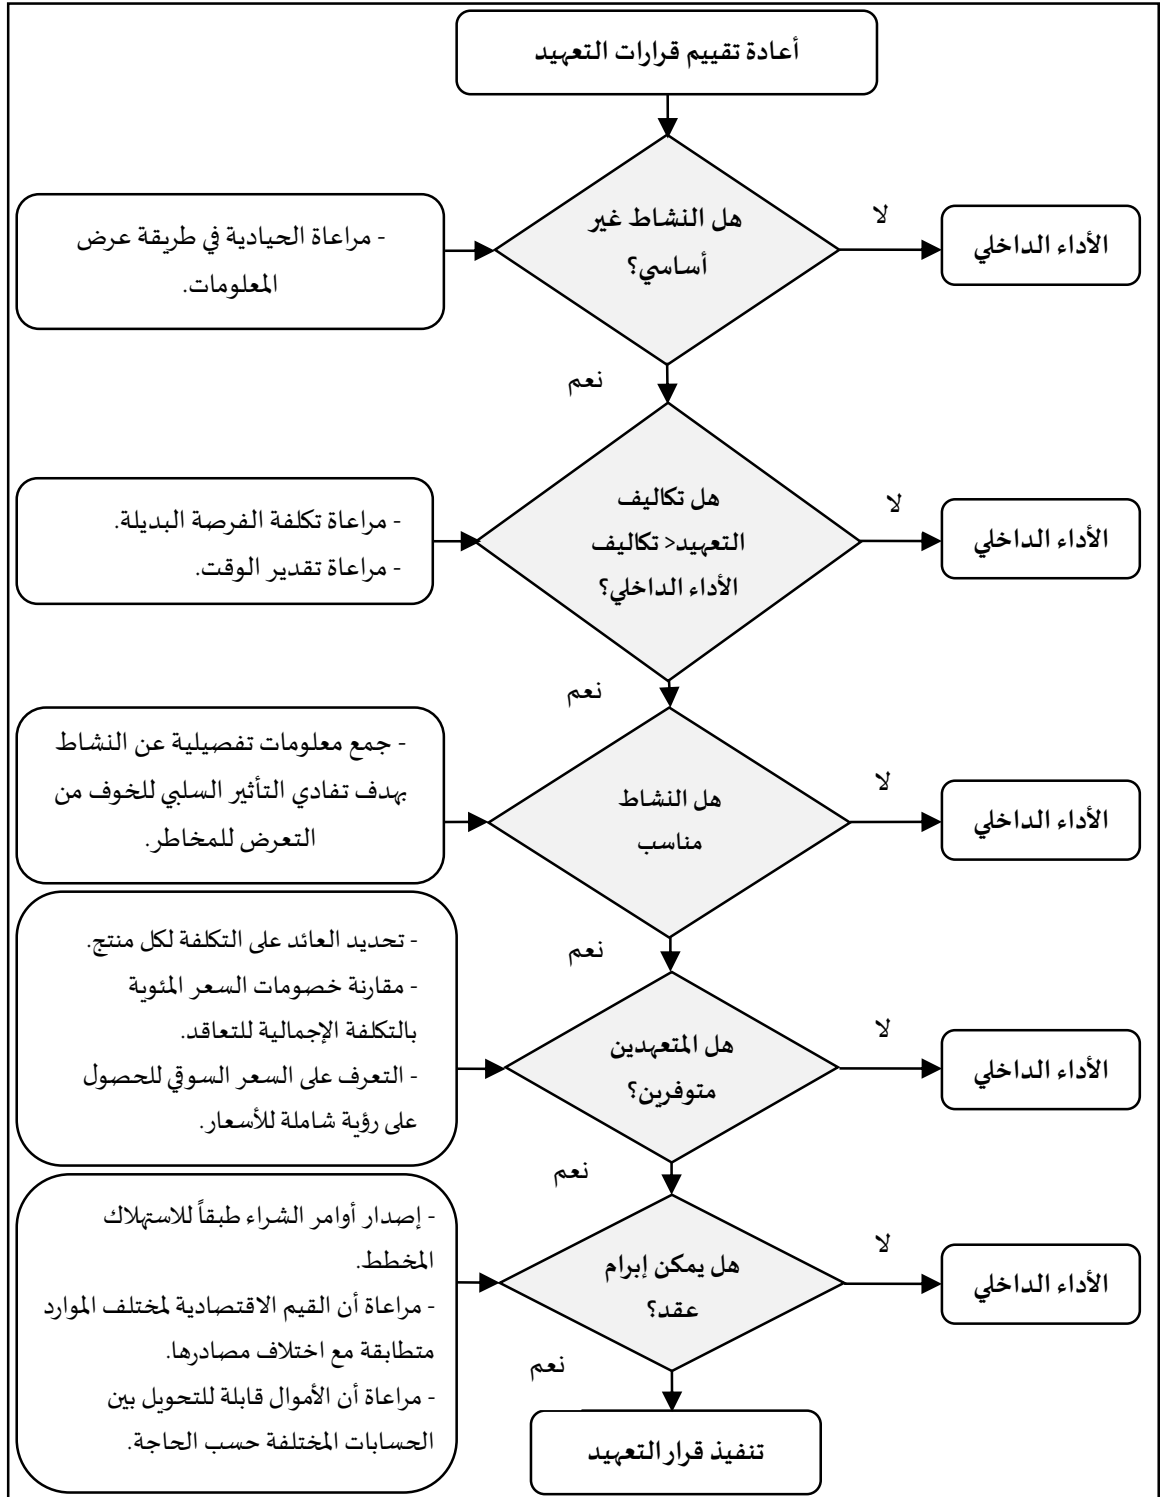 أعادة تقييم قرارات التعهيد
هل النشاط غير
أساسي؟
لا
الأداء الداخلي
- مراعاة الحيادية في طريقة عرض
المعلومات.
نعم
هل تكاليف
التعهيد> تكاليف
الأداء الداخلي؟
لا
الأداء الداخلي
- مراعاة تكلفة الفرصة البديلة.
- مراعاة تقدير الوقت.
نعم
هل النشاط
مناسب
لا
الأداء الداخلي
- جمع معلومات تفصيلية عن النشاط
بهدف تفادي التأثير السلبي للخوف من
التعرض للمخاطر.
نعم
هل المتعهدين
متوفرين؟
لا
الأداء الداخلي
- تحديد العائد على التكلفة لكل منتج.
- مقارنة خصومات السعر المئوية
بالتكلفة الإجمالية للتعاقد.
- التعرف على السعر السوقي للحصول
على رؤية شاملة للأسعار.
نعم
هل يمكن إبرام
عقد؟
لا
الأداء الداخلي
- إصدار أوامر الشراء طبقاً للاستهلاك
المخطط.
- مراعاة أن القيم الاقتصادية لمختلف الموارد
متطابقة مع اختلاف مصادرها.
- مراعاة أن الأموال قابلة للتحويل بين
الحسابات المختلفة حسب الحاجة.
نعم
تنفيذ قرار التعهيد